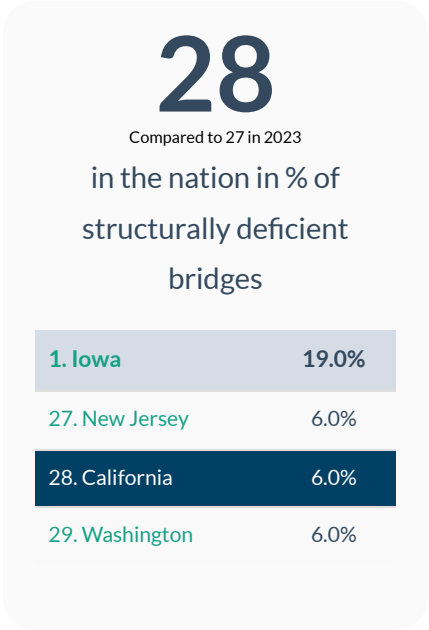 28
Compared to 27 in 2023
in the nation in % of
structurally deficient
bridges
1. Iowa 19.0%
27. New Jersey 6.0%
28. California 6.0%
29. Washington 6.0%